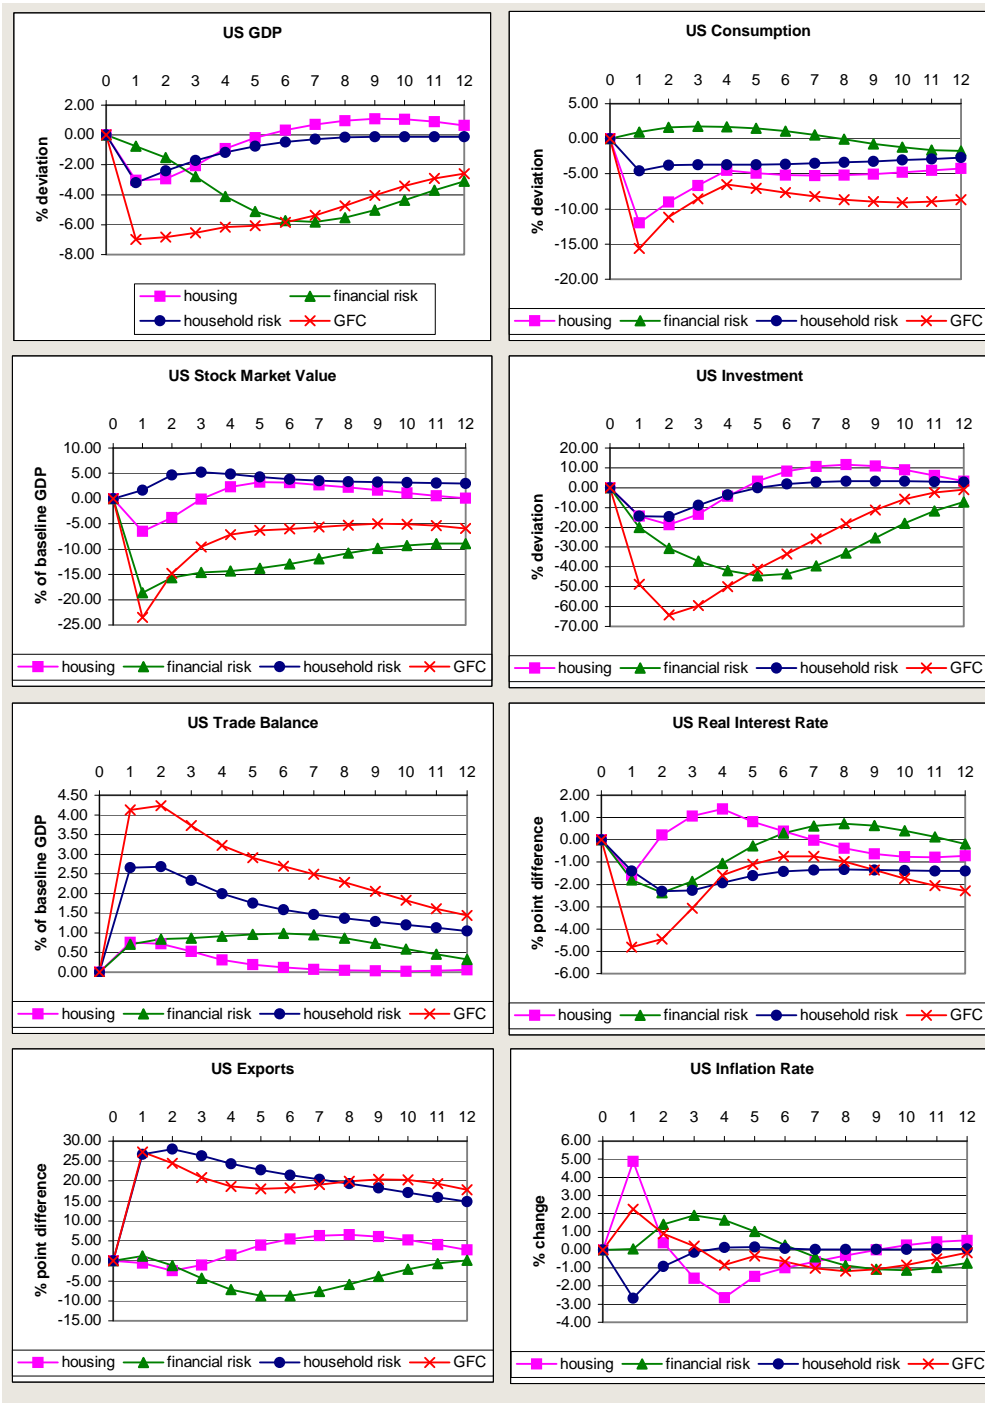 US GDP
0 1 2 3 4 5 6 7 8 9 10 11 12
2.00
0.00
-2.00
-4.00
-6.00
-8.00
% deviation
housing financial risk
household risk GFC
US Consumption
0 1 2 3 4 5 6 7 8 9 10 11 12
5.00
0.00
-5.00
-10.00
-15.00
-20.00
% deviation
housing financial risk household risk GFC
US Stock Market Value
0 1 2 3 4 5 6 7 8 9 10 11 12
10.00
5.00
0.00
-5.00
-10.00
-15.00
-20.00
-25.00
% of baseline GDP
housing financial risk household risk GFC
US Investment
0 1 2 3 4 5 6 7 8 9 10 11 12
20.00
10.00
0.00
-10.00
-20.00
-30.00
-40.00
-50.00
-60.00
-70.00
% deviation
housing financial risk household risk GFC
US Trade Balance
0 1 2 3 4 5 6 7 8 9 10 11 12
4.50
4.00
3.50
3.00
2.50
2.00
1.50
1.00
0.50
0.00
% of baseline GDP
housing financial risk household risk GFC
US Real Interest Rate
0 1 2 3 4 5 6 7 8 9 10 11 12
2.00
1.00
0.00
-1.00
-2.00
-3.00
-4.00
-5.00
-6.00
% point difference
housing financial risk household risk GFC
US Exports
0 1 2 3 4 5 6 7 8 9 10 11 12
30.00
25.00
20.00
15.00
10.00
5.00
0.00
-5.00
-10.00
-15.00
% point difference
housing financial risk household risk GFC
US Inflation Rate
0 1 2 3 4 5 6 7 8 9 10 11 12
6.00
5.00
4.00
3.00
2.00
1.00
0.00
-1.00
-2.00
-3.00
-4.00
% change
housing financial risk household risk GFC